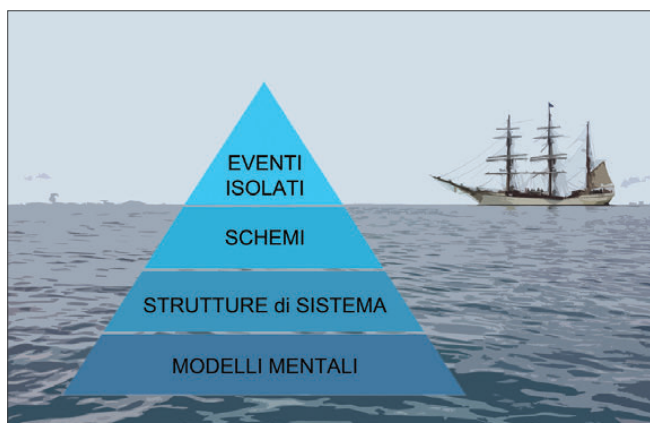 EVENTI
ISOLATI
SCHEMI
STRUTTURE di SISTEMA
MODELLI MENTALI